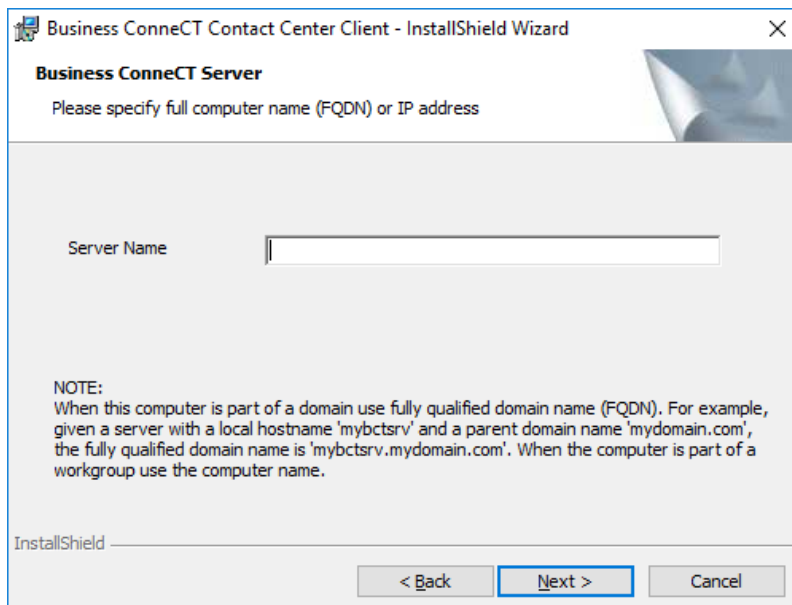 Business ConneCT Contact Center Client - InstallShield Wizard
Business ConneCT Server
Please specify full computer name (FQDN) or IP address
Server Name
NOTE:
When this computer is part of a domain use fully qualified domain name (FQDN). For example,
given a server with a local hostname 'mybctsrv' and a parent domain name 'mydomain.com',
the fully qualified domain name is 'mybctsrv.mydomain.com'. When the computer is part of a
workgroup use the computer name.
InstallShield
< Back
Next >
Cancel